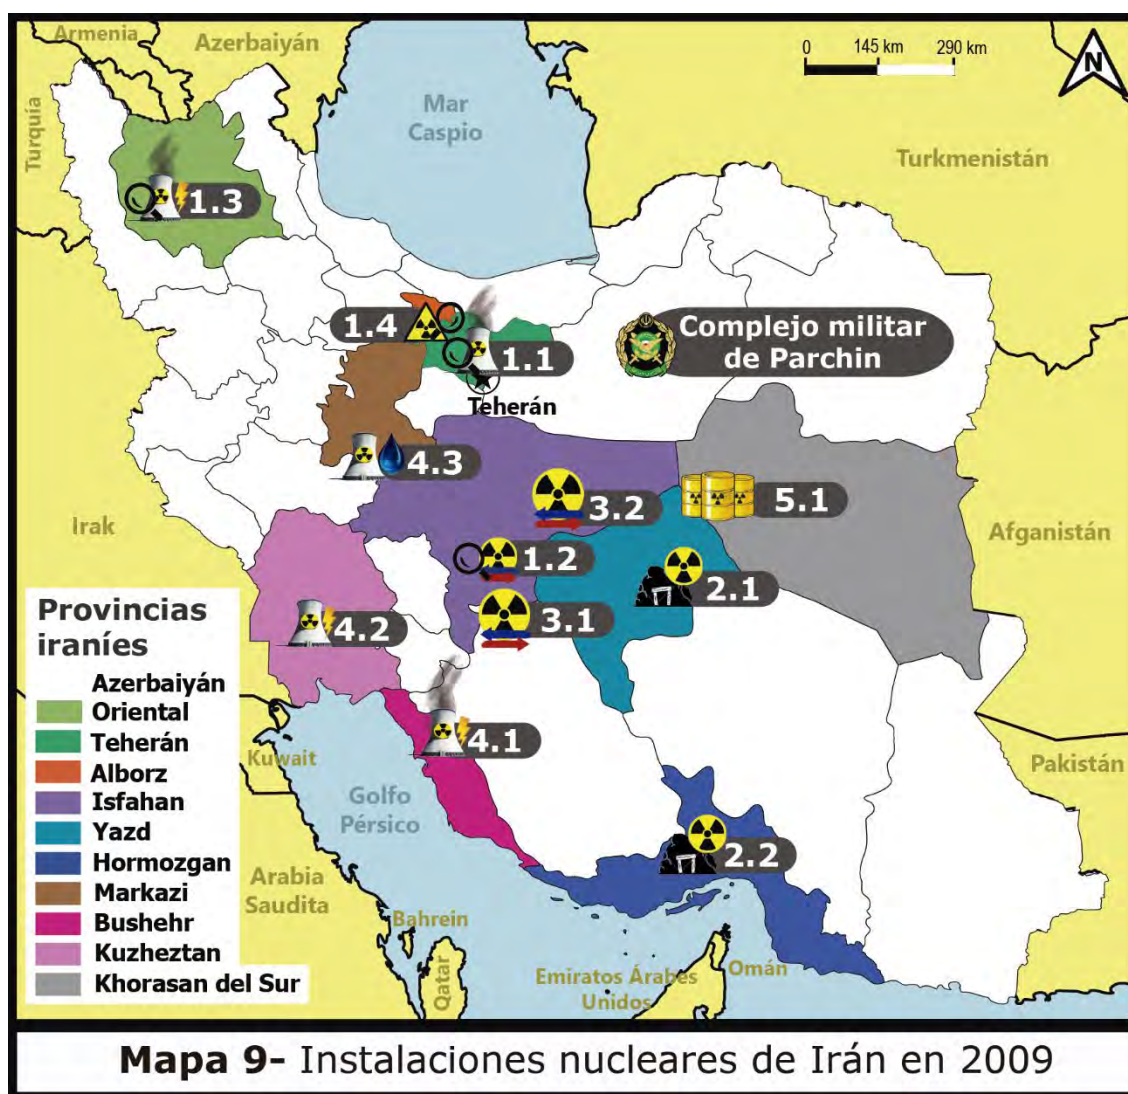 Armenia
Azerbaiyán
0 145 km 290 km
N
Turquía
Mar
Caspio
Turkmenistán
1.3
1.4
1.1
Complejo militar
de Parchin
Teherán
4.3
3.2
5.1
Irak
Afganistán
1.2
2.1
3.1
4.2
4.1
Provincias
iraníes
Azerbaiyán
Oriental
Teherán
Alborz
Isfahan
Yazd
Hormozgan
Markazi
Bushehr
Kuzheztan
Khorasan del Sur
Kuwait
Golfo
Pérsico
Pakistán
2.2
Arabia
Saudita
Bahrein
Qatar
Emiratos Árabes
Unidos
Omán
Mapa 9- Instalaciones nucleares de Irán en 2009